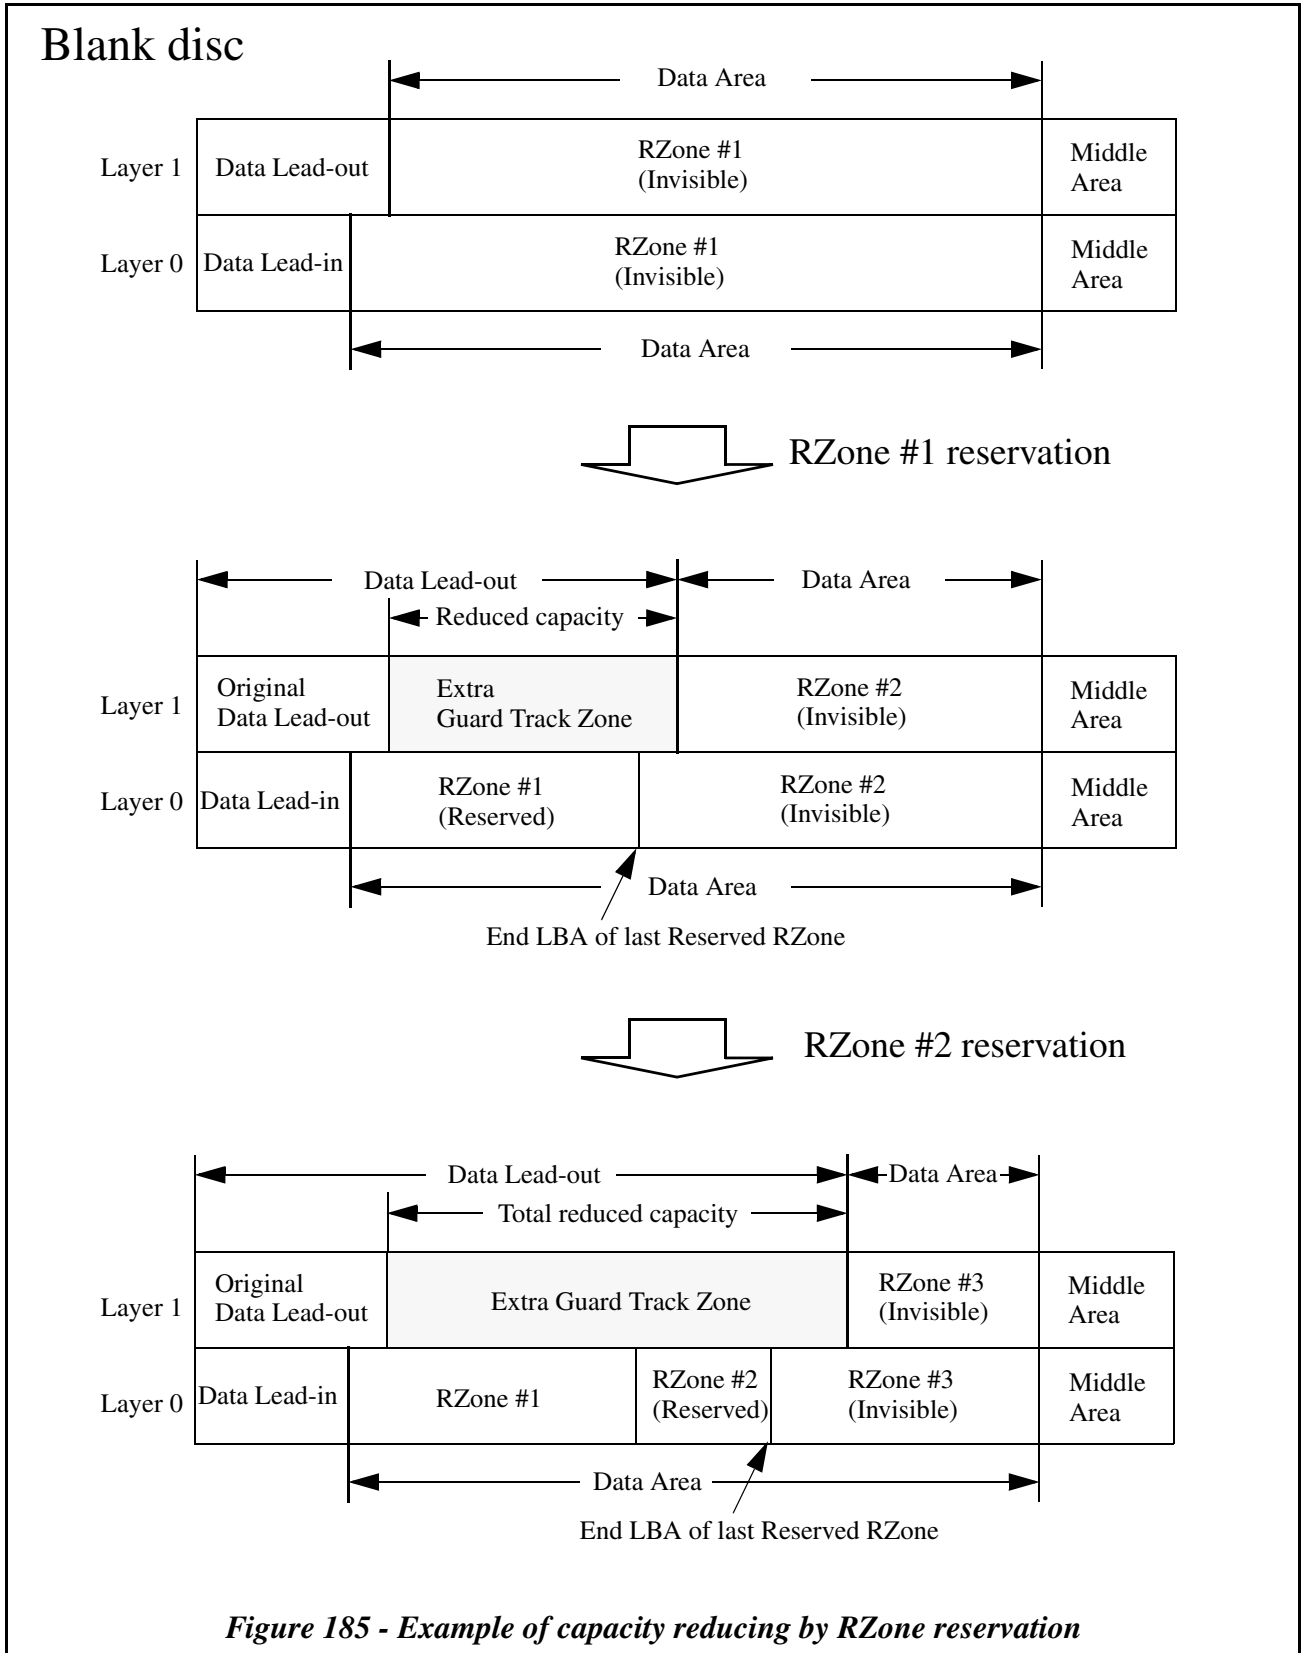 Blank disc
Data Area
Layer 1
Data Lead-out
RZone #1
(Invisible)
Middle
Area
Layer 0
Data Lead-in
RZone #1
(Invisible)
Middle
Area
Data Area
RZone #1 reservation
Data Lead-out
Data Area
Reduced capacity
Layer 1
Original
Data Lead-out
Extra
Guard Track Zone
RZone #2
(Invisible)
Middle
Area
Layer 0
Data Lead-in
RZone #1
(Reserved)
RZone #2
(Invisible)
Middle
Area
Data Area
End LBA of last Reserved RZone
RZone #2 reservation
Data Lead-out
Data Area
Total reduced capacity
Layer 1
Original
Data Lead-out
Extra Guard Track Zone
RZone #3
(Invisible)
Middle
Area
Layer 0
Data Lead-in
RZone #1
RZone #2
(Reserved)
RZone #3
(Invisible)
Middle
Area
Data Area
End LBA of last Reserved RZone
Figure 185 - Example of capacity reducing by RZone reservation